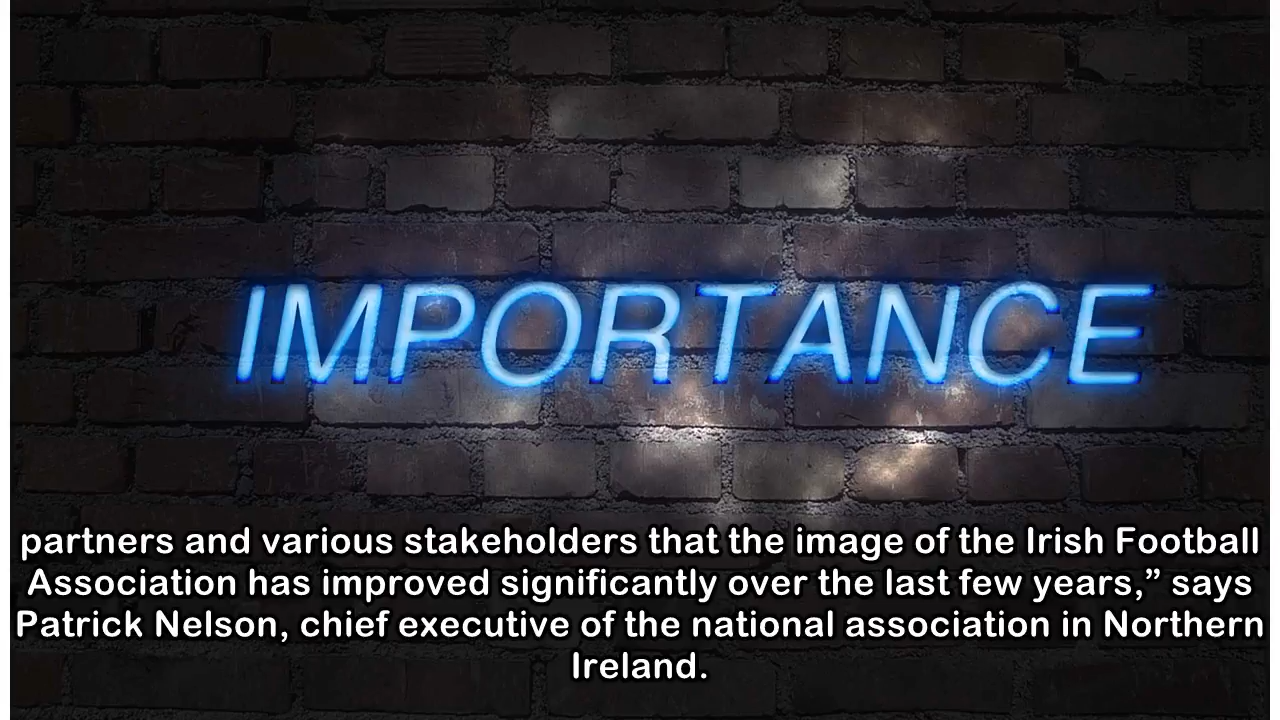 IMPORTANCE
partners and various stakeholders that the image of the Irish Football
Association has improved significantly over the last few years,” says
Patrick Nelson, chief executive of the national association in Northern
Ireland.